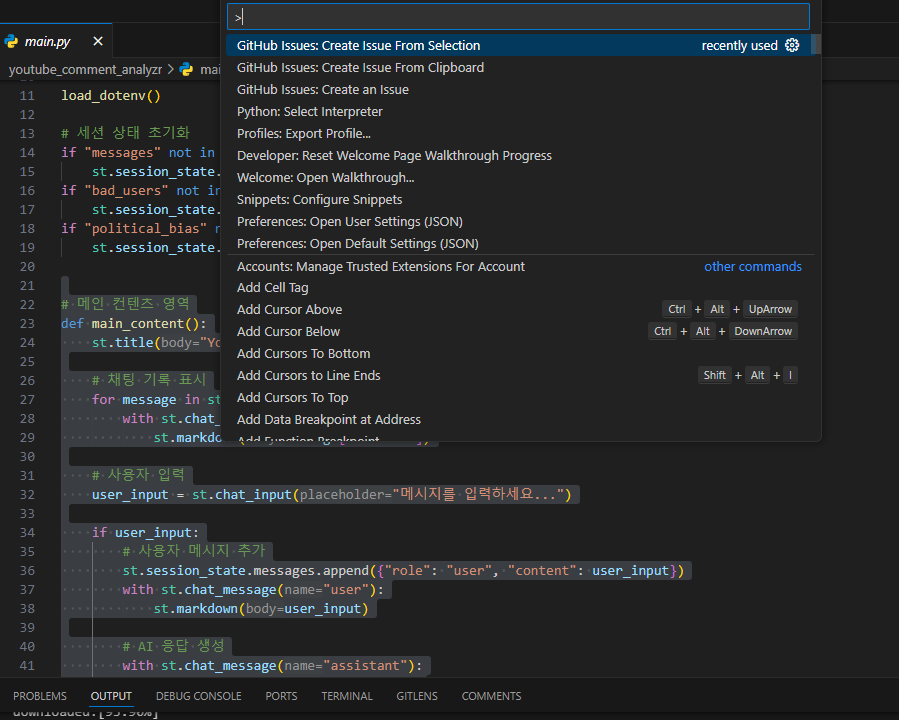 >
main.py
GitHub Issues: Create Issue From Selection recently used
youtube_comment_analyzr > mai
GitHub Issues: Create Issue From Clipboard
GitHub Issues: Create an Issue
11 load_dotenv()
Python: Select Interpreter
12
Profiles: Export Profile...
13 # 세션 상태 초기화
14 if "messages" not in
Developer: Reset Welcome Page Walkthrough Progress
15 st.session_state.
Welcome: Open Walkthrough...
16 if "bad_users" not in
Snippets: Configure Snippets
17 st.session_state.
Preferences: Open User Settings (JSON)
18 if "political_bias" n
Preferences: Open Default Settings (JSON)
19 st.session_state.
20
Accounts: Manage Trusted Extensions For Account other commands
21
Add Cell Tag
22 # 메인 컨텐츠 영역
Add Cursor Above Ctrl + Alt + UpArrow
23 def main_content():
Add Cursor Below Ctrl + Alt + DownArrow
24 st.title(body="Yo
25
Add Cursors To Bottom
26 # 채팅 기록 표시
Add Cursors to Line Ends Shift + Alt + I
27 for message in st
Add Cursors To Top
28 with st.chat_
Add Data Breakpoint at Address
29 st.markdo
Add Function Breakpoint
30
31 # 사용자 입력
32 user_input = st.chat_input(placeholder="메시지를 입력하세요...")
33
34 if user_input:
35 # 사용자 메시지 추가
36 st.session_state.messages.append({"role": "user", "content": user_input})
37 with st.chat_message(name="user"):
38 st.markdown(body=user_input)
39
40 # AI 응답 생성
41 with st.chat_message(name="assistant"):
PROBLEMS OUTPUT DEBUG CONSOLE PORTS TERMINAL GITLENS COMMENTS